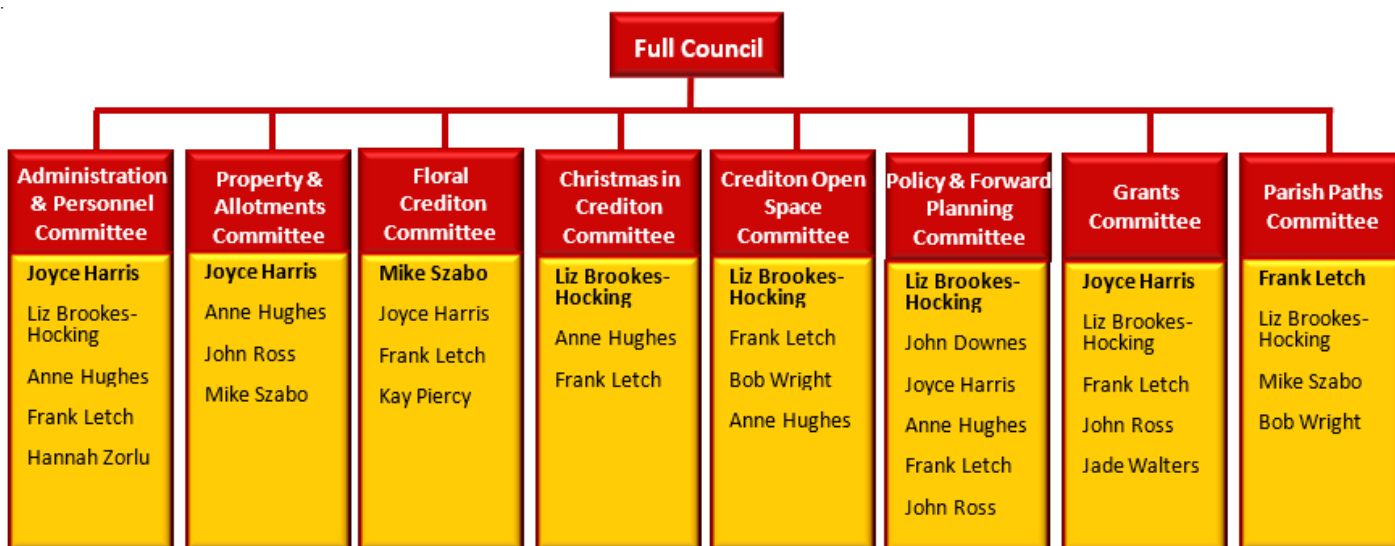 Full Council
Administration
& Personnel
Committee
Joyce Harris
Liz Brookes-
Hocking
Anne Hughes
Frank Letch
Hannah Zorlu
Property &
Allotments
Committee
Joyce Harris
Anne Hughes
John Ross
Mike Szabo
Floral
Crediton
Committee
Mike Szabo
Joyce Harris
Frank Letch
Kay Piercy
Christmas in
Crediton
Committee
Liz Brookes-
Hocking
Anne Hughes
Frank Letch
Crediton Open
Space
Committee
Liz Brookes-
Hocking
Frank Letch
Bob Wright
Anne Hughes
Policy & Forward
Planning
Committee
Liz Brookes-
Hocking
John Downes
Joyce Harris
Anne Hughes
Frank Letch
John Ross
Grants
Committee
Joyce Harris
Liz Brookes-
Hocking
Frank Letch
John Ross
Jade Walters
Parish Paths
Committee
Frank Letch
Liz Brookes-
Hocking
Mike Szabo
Bob Wright